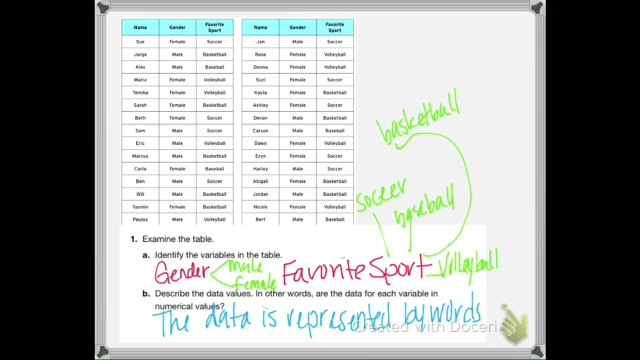 Name Gender Favorite Sport Name Gender Favorite Sport
Sue Female Soccer Jon Male Soccer
Jorge Male Basketball Rose Female Volleyball
Alex Male Baseball Donna Female Volleyball
Maria Female Volleyball Suzi Female Soccer
Tamika Female Volleyball Kayla Female Basketball
Sarah Female Basketball Ashley Female Soccer
Beth Female Soccer Devon Male Basketball
Sam Male Soccer Carson Male Baseball
Eric Male Volleyball Dawn Female Volleyball
Marcus Male Basketball Eryn Female Soccer
Carla Female Baseball Harley Male Soccer
Ben Male Soccer Abigail Female Basketball
Will Male Basketball Jordan Male Basketball
Yasmin Female Basketball Nicole Female Volleyball
Paulos Male Volleyball Bert Male Baseball
basketball
soccer
baseball
1. Examine the table.
a. Identify the variables in the table.
Gender male Favorite Sport volleyball
female
b. Describe the data values. In other words, are the data for each variable in
numerical values?
The data is represented by words
Created with Doceri